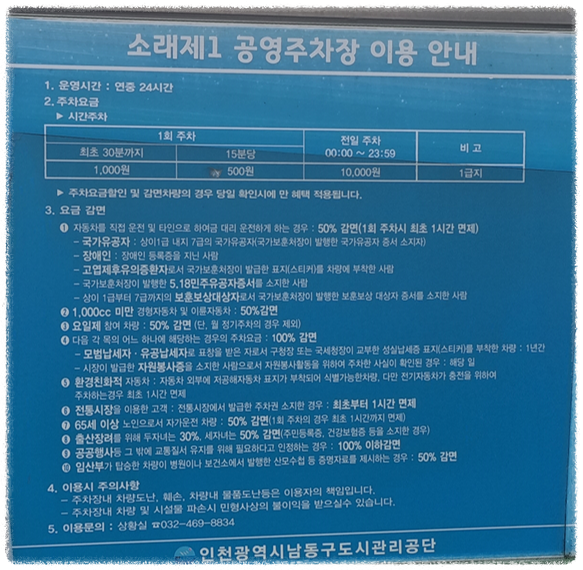 소래제1 공영주차장 이용 안내
1. 운영시간 : 연중 24시간
2. 주차요금
▶ 시간주차
1회 주차 전일 주차 00:00 ~ 23:59 비 고
최초 30분까지 15분당
1,000원 500원 10,000원 1급지
▶ 주차요금할인 및 감면차량의 경우 당일 확인시에 만 혜택 적용됩니다.
3. 요금 감면
❶ 자동차를 직접 운전 및 타인으로 하여금 대리 운전하게 하는 경우 : 50% 감면(1회 주차시 최초 1시간 면제)
- 국가유공자 : 상이1급 내지 7급의 국가유공자(국가보훈처장이 발행한 국가유공자 증서 소지자)
- 장애인 : 장애인 등록증을 지닌 사람
- 고엽제후유의증환자로서 국가보훈처장이 발급한 표지(스티커)를 차량에 부착한 사람
- 국가보훈처장이 발행한 5.18민주유공자증서를 소지한 사람
- 상이 1급부터 7급까지의 보훈보상대상자로서 국가보훈처장이 발행한 보훈보상 대상자 증서를 소지한 사람
❷ 1,000cc 미만 경형자동차 및 이륜자동차 : 50%감면
❸ 요일제 참여 차량 : 50% 감면 (단, 월 정기주차의 경우 제외)
❹ 다음 각 목의 어느 하나에 해당하는 경우의 주차요금 : 100% 감면
- 모범납세자 · 유공납세자로 표창을 받은 자로서 구청장 또는 국세청장이 교부한 성실납세증 표지(스티커)를 부착한 차량 : 1년간
- 시장이 발급한 자원봉사증을 소지한 사람으로서 자원봉사활동을 위하여 주차한 사실이 확인된 경우 : 해당 일
❺ 환경친화적 자동차 : 자동차 외부에 저공해자동차 표지가 부착되어 식별가능한차량, 다만 전기자동차가 충전을 위하여
주차하는경우 최초 1시간 면제
❻ 전통시장을 이용한 고객 : 전통시장에서 발급한 주차권 소지한 경우 : 최초부터 1시간 면제
❼ 65세 이상 노인으로서 자가운전 차량 : 50% 감면(1회 주차의 경우 최초 1시간까지 면제)
❽ 출산장려를 위해 두자녀는 30%, 세자녀는 50% 감면(주민등록증, 건강보험증 등을 소지한 경우)
❾ 공공행사등 그 밖에 교통질서 유지를 위해 필요하다고 인정하는 경우 : 100% 이하감면
❿ 임산부가 탑승한 차량이 병원이나 보건소에서 발행한 산모수첩 등 증명자료를 제시하는 경우 : 50% 감면
4. 이용시 주의사항
- 주차장내 차량도난, 훼손, 차량내 물품도난등은 이용자의 책임입니다.
- 주차장내 차량 및 시설물 파손시 민형사상의 불이익을 받으실수 있습니다.
5. 이용문의 : 상황실 ☎032-469-8834
인천광역시남동구도시관리공단